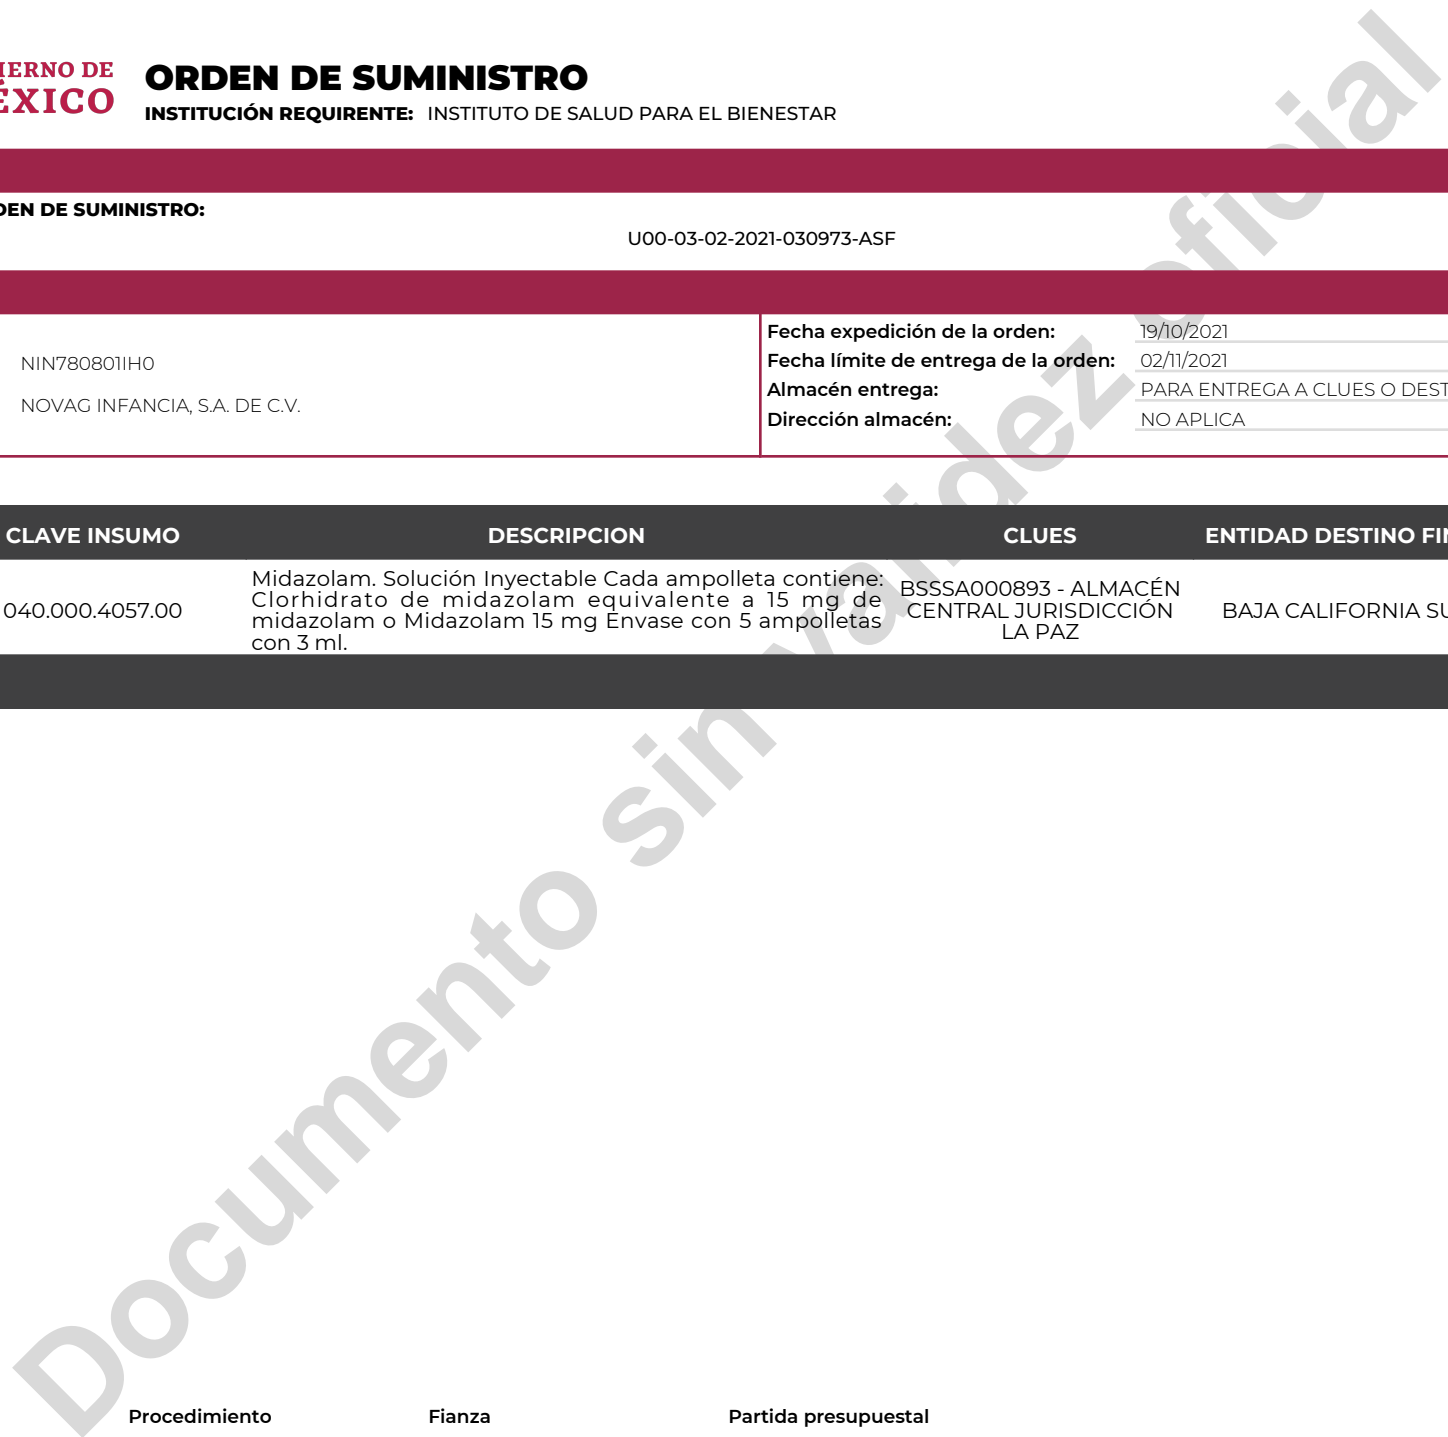 IERNO DE
ÉXICO
ORDEN DE SUMINISTRO
INSTITUCIÓN REQUIRENTE: INSTITUTO DE SALUD PARA EL BIENESTAR
DEN DE SUMINISTRO:
U00-03-02-2021-030973-ASF
NIN780801IH0
NOVAG INFANCIA, S.A. DE C.V.
Fecha expedición de la orden: 19/10/2021
Fecha límite de entrega de la orden: 02/11/2021
Almacén entrega: PARA ENTREGA A CLUES O DEST
Dirección almacén: NO APLICA
CLAVE INSUMO DESCRIPCION CLUES ENTIDAD DESTINO FIN
040.000.4057.00
Midazolam. Solución Inyectable Cada ampolleta contiene:
Clorhidrato de midazolam equivalente a 15 mg de
midazolam o Midazolam 15 mg Envase con 5 ampolletas
con 3 ml.
BSSSA000893 - ALMACÉN
CENTRAL JURISDICCIÓN
LA PAZ
BAJA CALIFORNIA SU
Documento sin validez oficial
Procedimiento Fianza Partida presupuestal